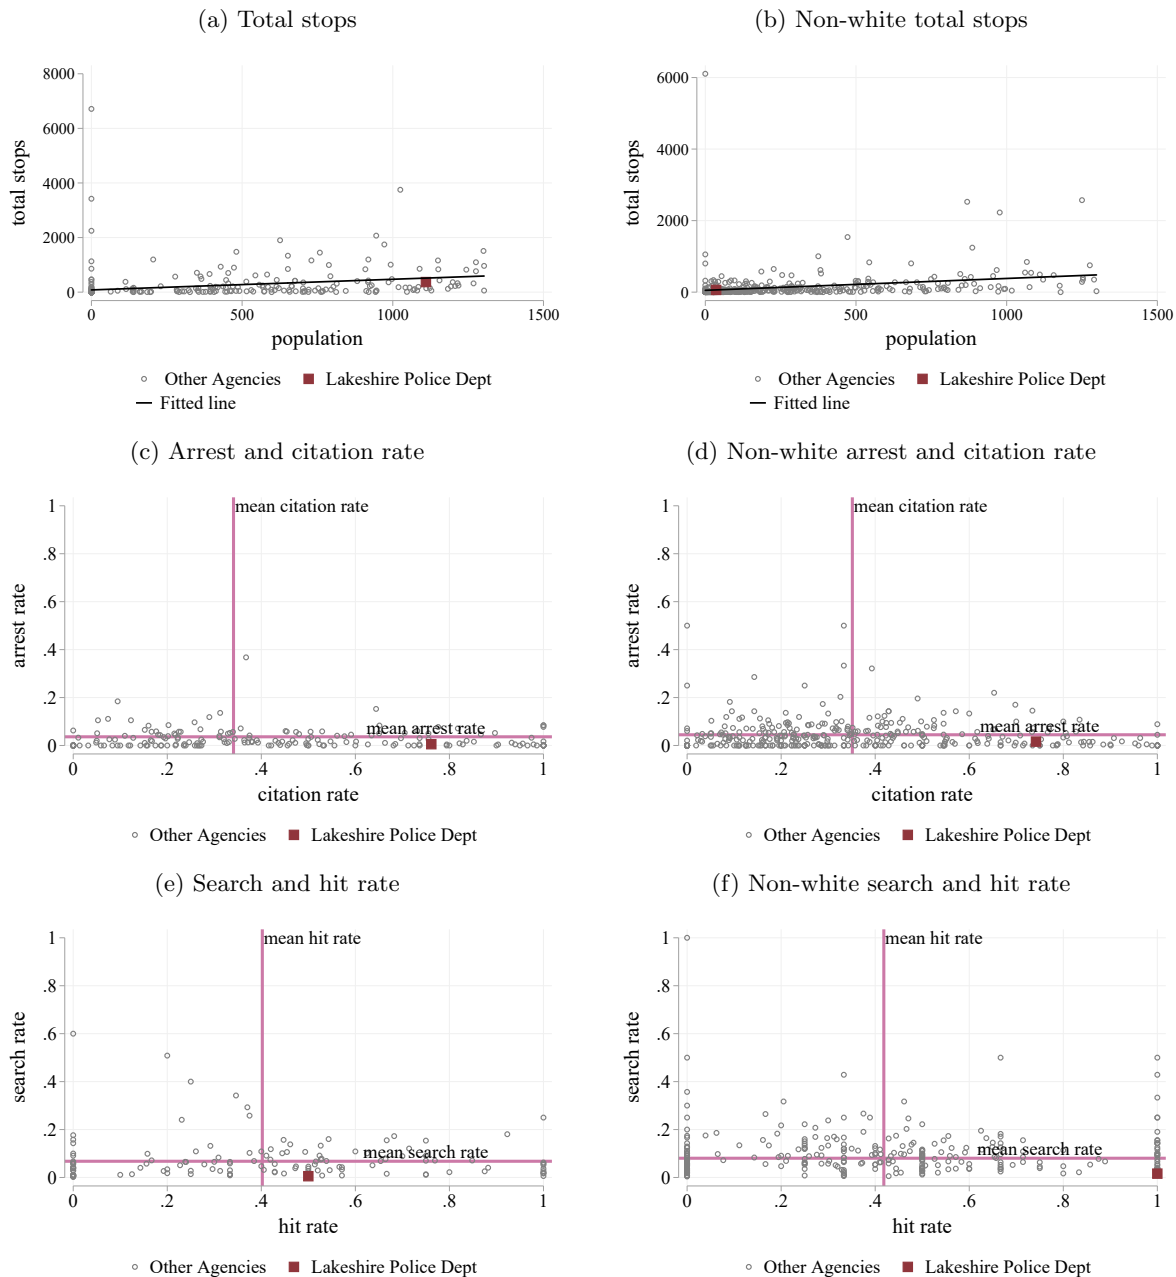 (a) Total stops
8000
6000
4000
2000
0
total stops
0 500 1000 1500
population
Other Agencies Lakeshire Police Dept
Fitted line
(b) Non-white total stops
6000
4000
2000
0
total stops
0 500 1000 1500
population
Other Agencies Lakeshire Police Dept
Fitted line
(c) Arrest and citation rate
1
.8
.6
.4
.2
0
arrest rate
mean citation rate
mean arrest rate
0 .2 .4 .6 .8 1
citation rate
Other Agencies Lakeshire Police Dept
(d) Non-white arrest and citation rate
1
.8
.6
.4
.2
0
arrest rate
mean citation rate
mean arrest rate
0 .2 .4 .6 .8 1
citation rate
Other Agencies Lakeshire Police Dept
(e) Search and hit rate
1
.8
.6
.4
.2
0
search rate
mean hit rate
mean search rate
0 .2 .4 .6 .8 1
hit rate
Other Agencies Lakeshire Police Dept
(f) Non-white search and hit rate
1
.8
.6
.4
.2
0
search rate
mean hit rate
mean search rate
0 .2 .4 .6 .8 1
hit rate
Other Agencies Lakeshire Police Dept